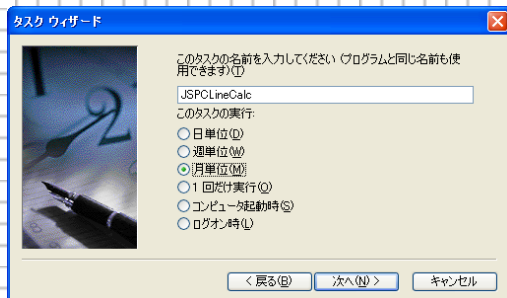 タスク ウィザード
このタスクの名前を入力してください (プログラムと同じ名前も使
用できます)(T)
JSPCLineCalc
このタスクの実行:
日単位(D)
週単位(W)
月単位(M)
1 回だけ実行(O)
コンピュータ起動時(S)
ログオン時(L)
< 戻る(B)
次へ(N) >
キャンセル